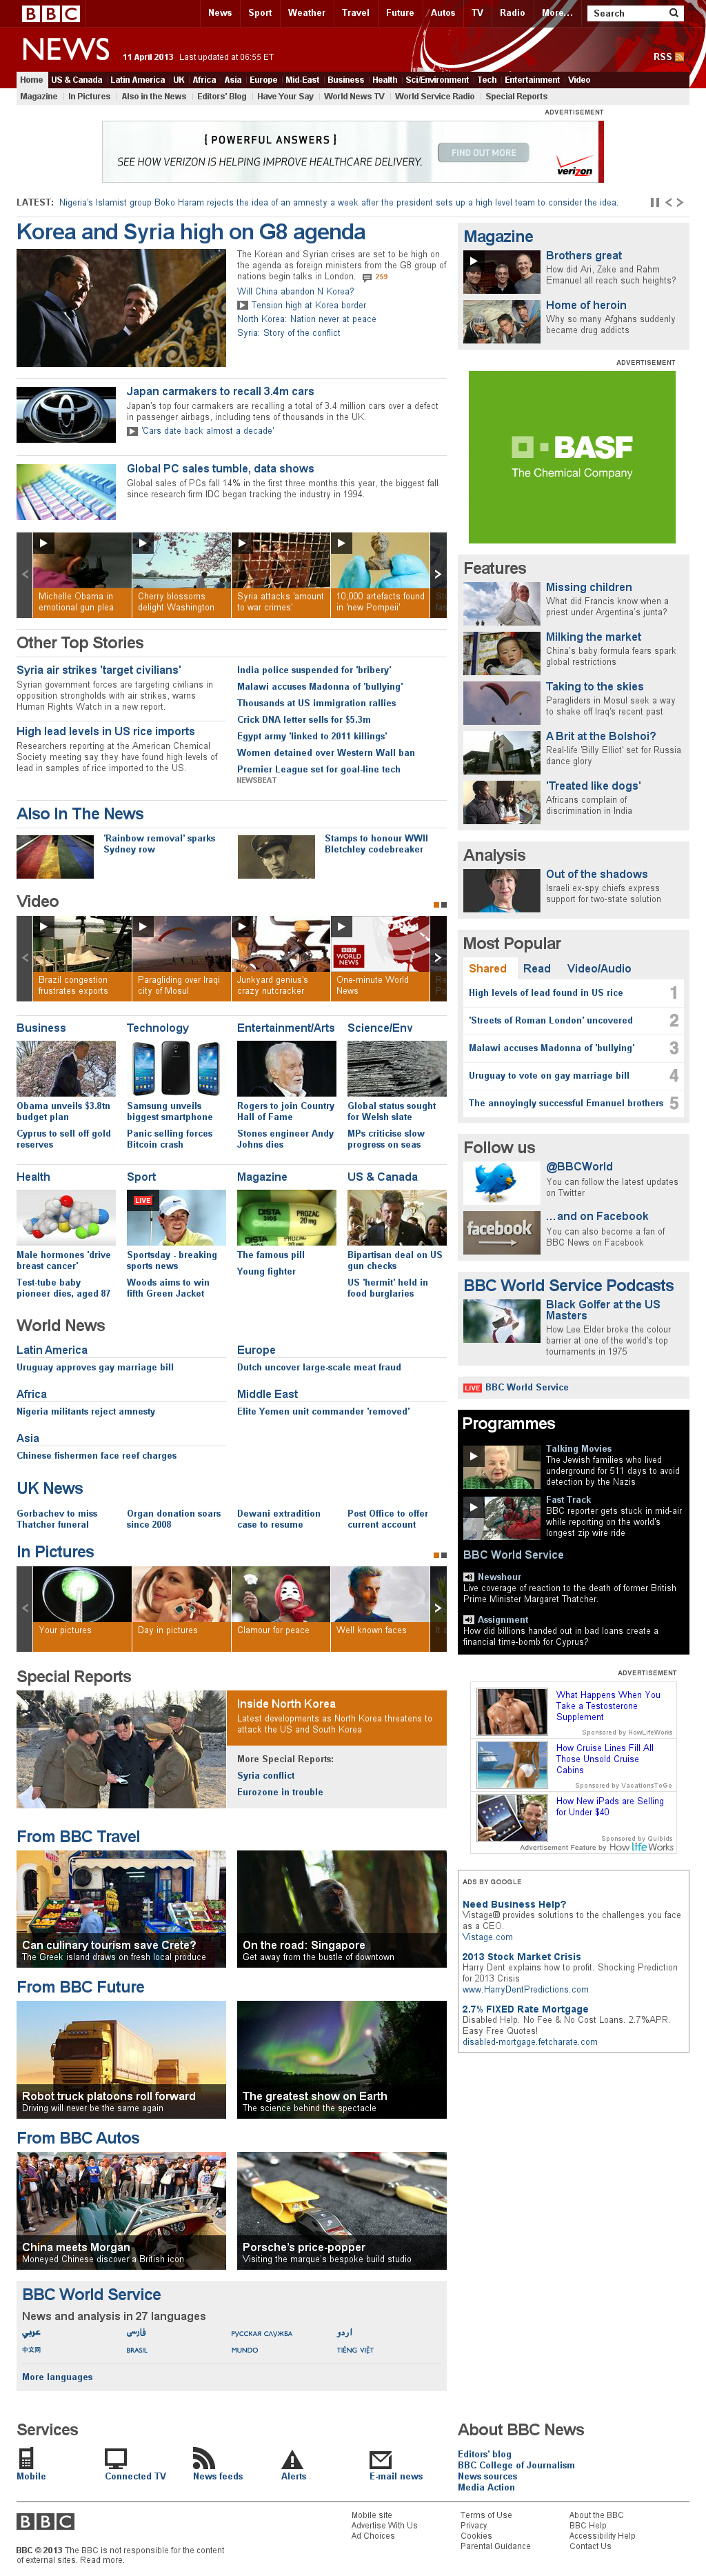 BBC
News Sport Weather Travel Future Autos TV Radio More... Search
NEWS
11 April 2013 Last updated at 06:55 ET
RSS
Home US & Canada Latin America UK Africa Asia Europe Mid-East Business Health Sci/Environment Tech Entertainment Video
Magazine In Pictures Also in the News Editors' Blog Have Your Say World News TV World Service Radio Special Reports
ADVERTISEMENT
{ POWERFUL ANSWERS }
SEE HOW VERIZON IS HELPING IMPROVE HEALTHCARE DELIVERY.
FIND OUT MORE
verizon
LATEST: Nigeria's Islamist group Boko Haram rejects the idea of an amnesty a week after the president sets up a high level team to consider the idea.
Korea and Syria high on G8 agenda
The Korean and Syrian crises are set to be high on
the agenda as foreign ministers from the G8 group of
nations begin talks in London. 259
Will China abandon N Korea?
Tension high at Korea border
North Korea: Nation never at peace
Syria: Story of the conflict
Japan carmakers to recall 3.4m cars
Japan's top four carmakers are recalling a total of 3.4 million cars over a defect
in passenger airbags, including tens of thousands in the UK.
'Cars date back almost a decade'
Global PC sales tumble, data shows
Global sales of PCs fall 14% in the first three months this year, the biggest fall
since research firm IDC began tracking the industry in 1994.
Michelle Obama in
emotional gun plea
Cherry blossoms
delight Washington
Syria attacks 'amount
to war crimes'
10,000 artefacts found
in 'new Pompeii'
Other Top Stories
Syria air strikes 'target civilians'
Syrian government forces are targeting civilians in
opposition strongholds with air strikes, warns
Human Rights Watch in a new report.
High lead levels in US rice imports
Researchers reporting at the American Chemical
Society meeting say they have found high levels of
lead in samples of rice imported to the US.
India police suspended for 'bribery'
Malawi accuses Madonna of 'bullying'
Thousands at US immigration rallies
Crick DNA letter sells for $5.3m
Egypt army 'linked to 2011 killings'
Women detained over Western Wall ban
Premier League set for goal-line tech
NEWSBEAT
Also In The News
'Rainbow removal' sparks
Sydney row
Stamps to honour WWII
Bletchley codebreaker
Video
Brazil congestion
frustrates exports
Paragliding over Iraqi
city of Mosul
Junkyard genius's
crazy nutcracker
BBC
WORLD
NEWS
One-minute World
News
Business
Obama unveils $3.8tn
budget plan
Cyprus to sell off gold
reserves
Technology
Samsung unveils
biggest smartphone
Panic selling forces
Bitcoin crash
Entertainment/Arts
Rogers to join Country
Hall of Fame
Stones engineer Andy
Johns dies
Science/Env
Global status sought
for Welsh slate
MPs criticise slow
progress on seas
Health
Male hormones 'drive
breast cancer'
Test-tube baby
pioneer dies, aged 87
Sport
LIVE
Sportsday - breaking
sports news
Woods aims to win
fifth Green Jacket
Magazine
DISTA
3105
PROZAC
20 mg
DISTA
PROZAC
20mg
The famous pill
Young fighter
US & Canada
Bipartisan deal on US
gun checks
US 'hermit' held in
food burglaries
World News
Latin America
Uruguay approves gay marriage bill
Europe
Dutch uncover large-scale meat fraud
Africa
Nigeria militants reject amnesty
Middle East
Elite Yemen unit commander 'removed'
Asia
Chinese fishermen face reef charges
UK News
Gorbachev to miss
Thatcher funeral
Organ donation soars
since 2008
Dewani extradition
case to resume
Post Office to offer
current account
In Pictures
Your pictures
Day in pictures
Clamour for peace
Well known faces
Special Reports
Inside North Korea
Latest developments as North Korea threatens to
attack the US and South Korea
More Special Reports:
Syria conflict
Eurozone in trouble
From BBC Travel
Can culinary tourism save Crete?
The Greek island draws on fresh local produce
On the road: Singapore
Get away from the bustle of downtown
From BBC Future
Robot truck platoons roll forward
Driving will never be the same again
The greatest show on Earth
The science behind the spectacle
From BBC Autos
China meets Morgan
Moneyed Chinese discover a British icon
Porsche's price-popper
Visiting the marque's bespoke build studio
BBC World Service
News and analysis in 27 languages
عربي
فارسی
РУССКАЯ СЛУЖБА
اردو
中文网
BRASIL
MUNDO
TIẾNG VIỆT
More languages
Magazine
Brothers great
How did Ari, Zeke and Rahm
Emanuel all reach such heights?
Home of heroin
Why so many Afghans suddenly
became drug addicts
ADVERTISEMENT
BASF
The Chemical Company
Features
Missing children
What did Francis know when a
priest under Argentina's junta?
Milking the market
China's baby formula fears spark
global restrictions
Taking to the skies
Paragliders in Mosul seek a way
to shake off Iraq's recent past
A Brit at the Bolshoi?
Real-life 'Billy Elliot' set for Russia
dance glory
'Treated like dogs'
Africans complain of
discrimination in India
Analysis
Out of the shadows
Israeli ex-spy chiefs express
support for two-state solution
Most Popular
Shared Read Video/Audio
High levels of lead found in US rice 1
'Streets of Roman London' uncovered 2
Malawi accuses Madonna of 'bullying' 3
Uruguay to vote on gay marriage bill 4
The annoyingly successful Emanuel brothers 5
Follow us
@BBCWorld
You can follow the latest updates
on Twitter
facebook
...and on Facebook
You can also become a fan of
BBC News on Facebook
BBC World Service Podcasts
Black Golfer at the US
Masters
How Lee Elder broke the colour
barrier at one of the world's top
tournaments in 1975
LIVE BBC World Service
Programmes
Talking Movies
The Jewish families who lived
underground for 511 days to avoid
detection by the Nazis
Fast Track
BBC reporter gets stuck in mid-air
while reporting on the world's
longest zip wire ride
BBC World Service
Newshour
Live coverage of reaction to the death of former British
Prime Minister Margaret Thatcher.
Assignment
How did billions handed out in bad loans create a
financial time-bomb for Cyprus?
ADVERTISEMENT
What Happens When You
Take a Testosterone
Supplement
Sponsored by HowLifeWorks
How Cruise Lines Fill All
Those Unsold Cruise
Cabins
Sponsored by VacationsToGo
How New iPads are Selling
for Under $40
Sponsored by Quibids
Advertisement Feature by How life Works
ADS BY GOOGLE
Need Business Help?
Vistage® provides solutions to the challenges you face
as a CEO.
Vistage.com
2013 Stock Market Crisis
Harry Dent explains how to profit. Shocking Prediction
for 2013 Crisis
www.HarryDentPredictions.com
2.7% FIXED Rate Mortgage
Disabled Help. No Fee & No Cost Loans. 2.7%APR.
Easy Free Quotes!
disabled-mortgage.fetcharate.com
Services
Mobile
Connected TV
News feeds
Alerts
E-mail news
About BBC News
Editors' blog
BBC College of Journalism
News sources
Media Action
BBC
Mobile site
Advertise With Us
Ad Choices
Terms of Use
Privacy
Cookies
Parental Guidance
About the BBC
BBC Help
Accessibility Help
Contact Us
BBC © 2013 The BBC is not responsible for the content
of external sites. Read more.